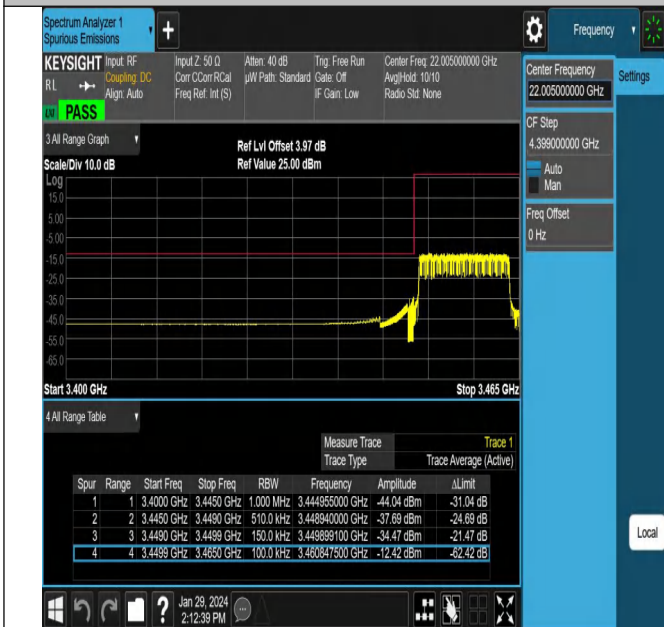 Spectrum Analyzer 1
Spurious Emissions
Frequency
KEYSIGHT
Input: RF
Coupling: DC
Align: Auto
Input Z: 50 Ω
Corr CCorr RCal
Freq Ref: Int (S)
Atten: 40 dB
µW Path: Standard
Trig: Free Run
Gate: Off
IF Gain: Low
Center Freq: 22.005000000 GHz
Avg|Hold: 10/10
Radio Std: None
RL
LXI
PASS
Center Frequency
22.005000000 GHz
Settings
CF Step
4.399000000 GHz
Auto
Man
Freq Offset
0 Hz
3 All Range Graph
Ref Lvl Offset 3.97 dB
Scale/Div 10.0 dB
Ref Value 25.00 dBm
Log
15.0
5.00
-5.00
-15.0
-25.0
-35.0
-45.0
-55.0
-65.0
Start 3.400 GHz
Stop 3.465 GHz
4 All Range Table
Measure Trace Trace 1
Trace Type Trace Average (Active)
Spur Range Start Freq Stop Freq RBW Frequency Amplitude ΔLimit
1 1 3.4000 GHz 3.4450 GHz 1.000 MHz 3.444955000 GHz -44.04 dBm -31.04 dB
2 2 3.4450 GHz 3.4490 GHz 510.0 kHz 3.448940000 GHz -37.69 dBm -24.69 dB
3 3 3.4490 GHz 3.4499 GHz 150.0 kHz 3.449899100 GHz -34.47 dBm -21.47 dB
4 4 3.4499 GHz 3.4650 GHz 100.0 kHz 3.460847500 GHz -12.42 dBm -62.42 dB
Local
Jan 29, 2024
2:12:39 PM